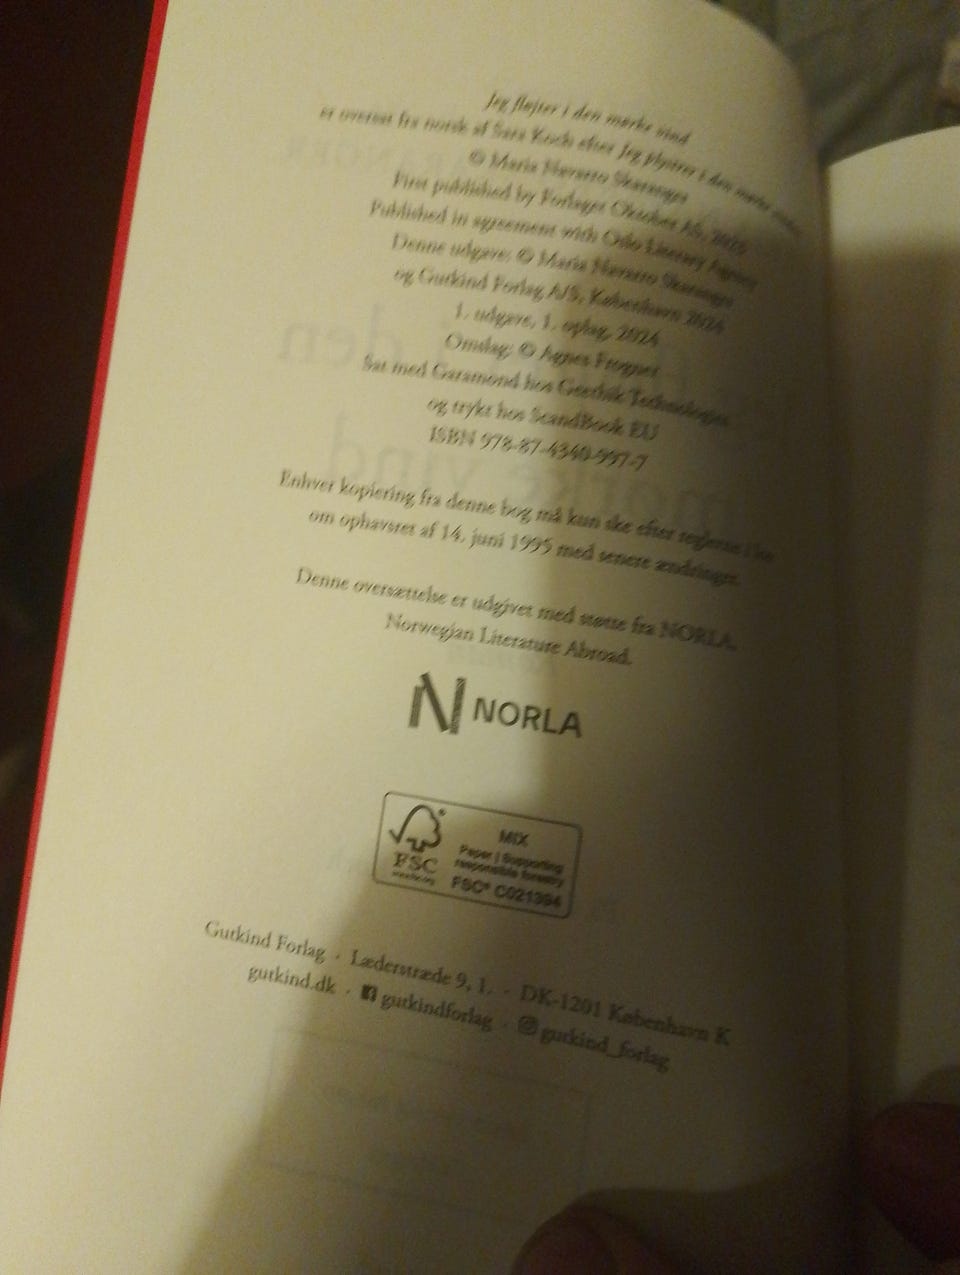 Jeg fløjter i den mørke vind
er oversat fra norsk af Sara Koch efter Jeg plystrer i den mørke vinden
© Maria Navarro Skaranger
First published by Forlaget Oktober AS,
Published in agreement with Oslo Literary Agency
Denne udgave: © Maria Navarro Skaranger
og Gutkind Forlag A/S, København 2024
1. udgave, 1. oplag, 2024
Omslag: © Agnes Frogner
Sat med Garamond hos Geethik Technologies
og trykt hos ScandBook EU
ISBN 978-87-4340-997-7
Enhver kopiering fra denne bog må kun ske efter reglerne i lov
om ophavsret af 14. juni 1995 med senere ændringer.
Denne oversættelse er udgivet med støtte fra NORLA,
Norwegian Literature Abroad.
NORLA
FSC
MIX
Paper | Supporting
responsible forestry
FSC® C021394
Gutkind Forlag · Læderstræde 9, 1. · DK-1201 København K
gutkind.dk · gutkindforlag · gutkind_forlag